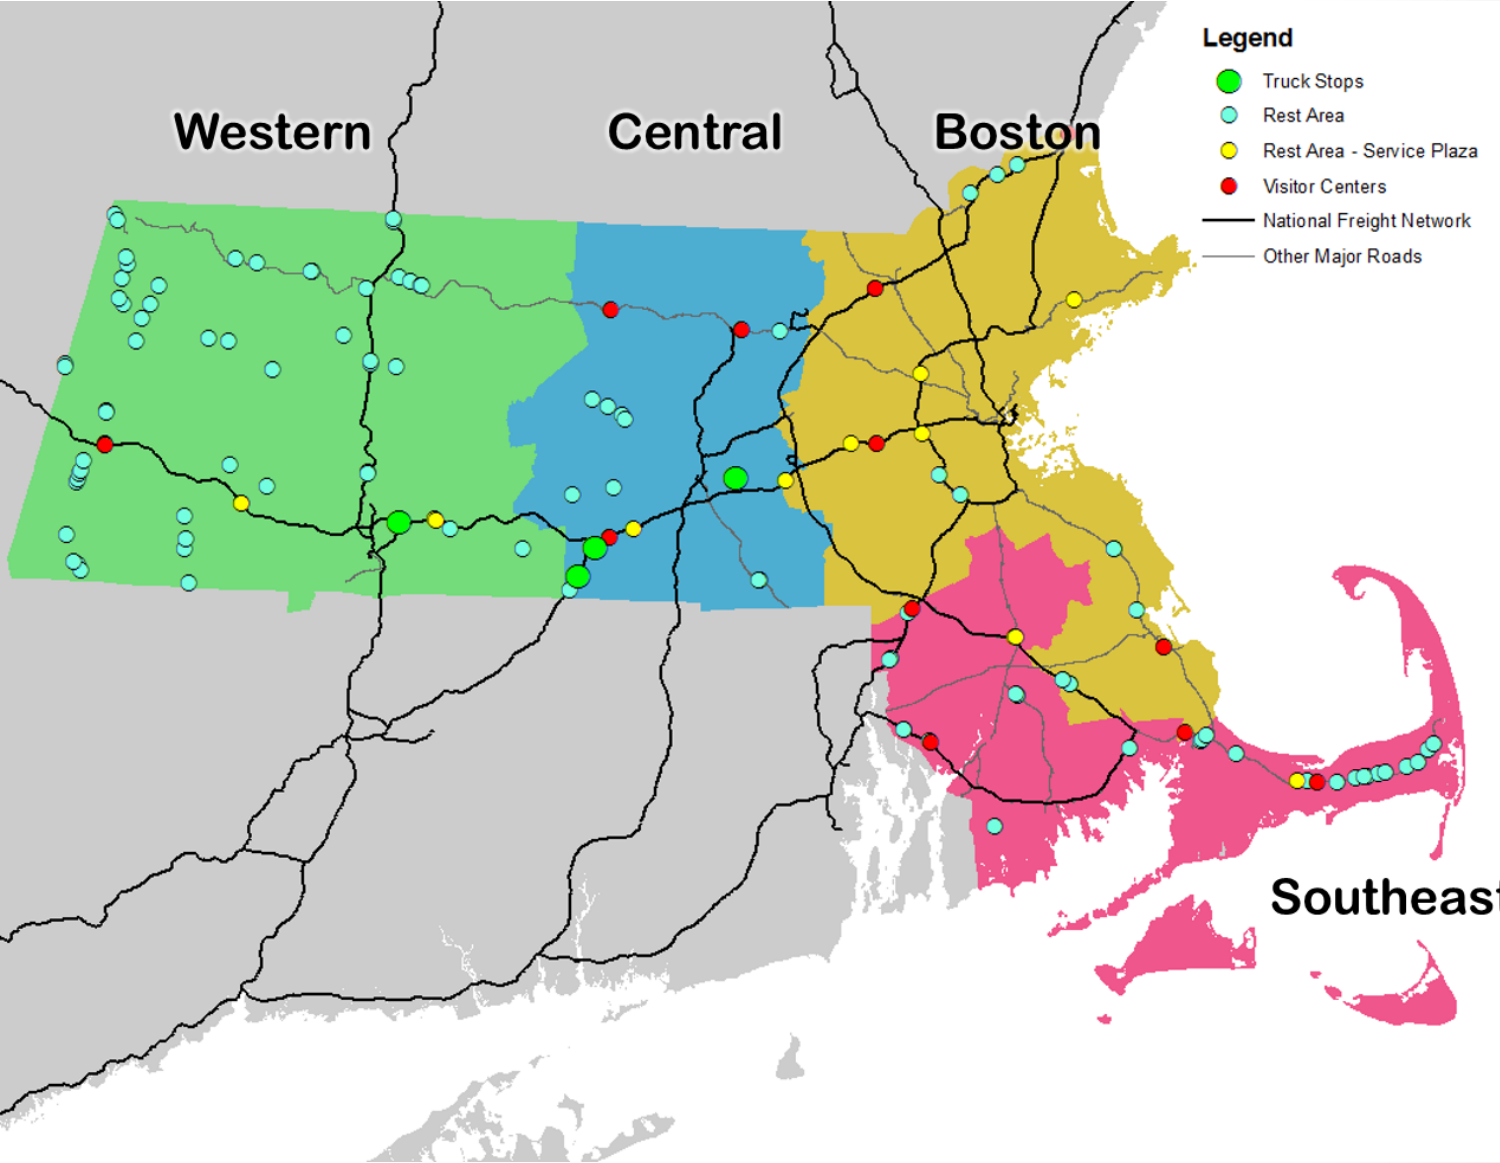 Western
Central
Boston
Legend
Truck Stops
Rest Area
Rest Area - Service Plaza
Visitor Centers
National Freight Network
Other Major Roads
Southeast